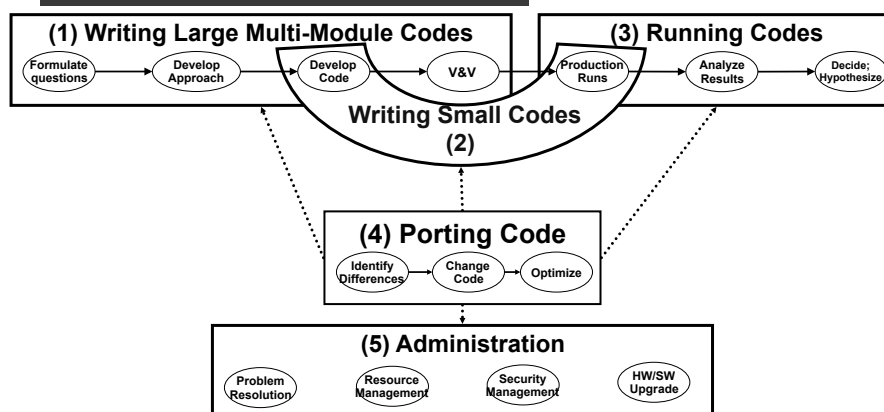 (1) Writing Large Multi-Module Codes
(3) Running Codes
Formulate
questions
Develop
Approach
Develop
Code
V&V
Production
Runs
Analyze
Results
Decide;
Hypothesize
Writing Small Codes
(2)
(4) Porting Code
Identify
Differences
Change
Code
Optimize
(5) Administration
Problem
Resolution
Resource
Management
Security
Management
HW/SW
Upgrade